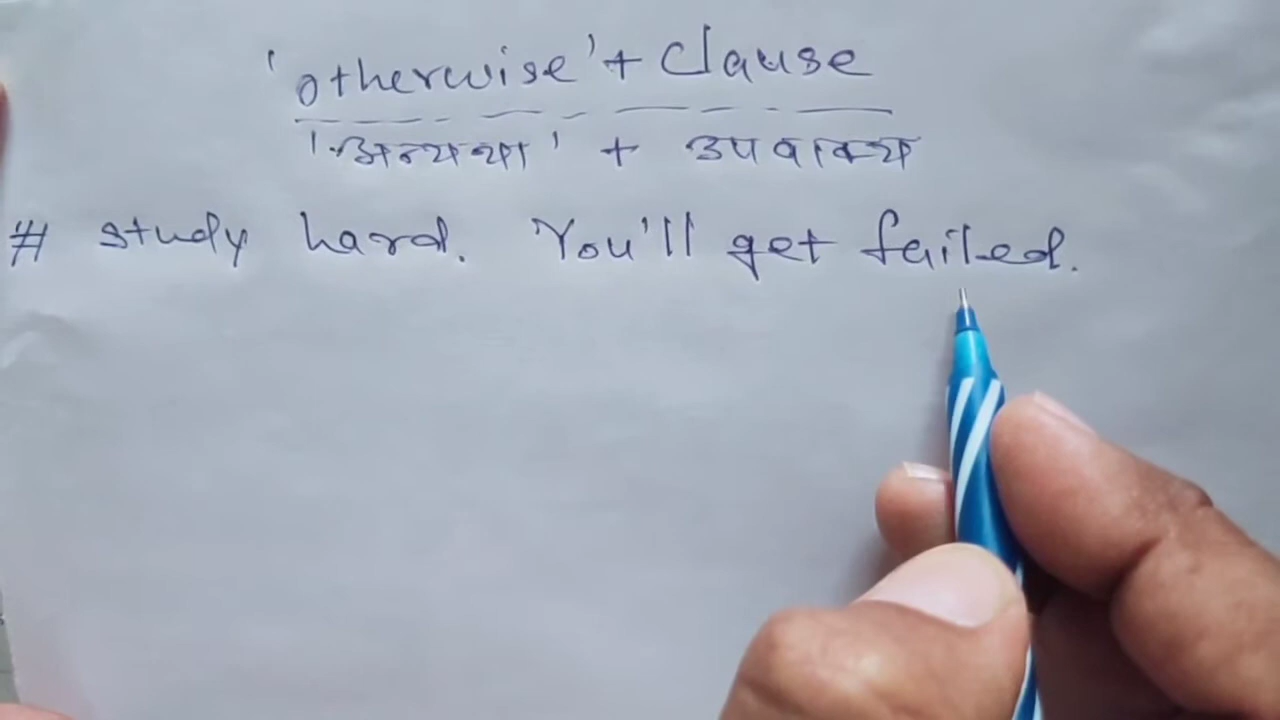 'otherwise' + Clause
'अन्यथा' + उपवाक्य
# study hard. You'll get failed.